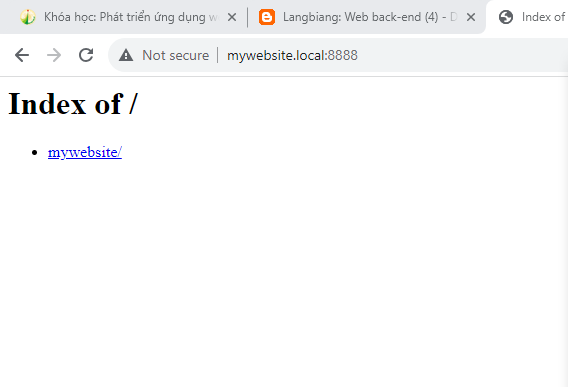 Khóa học: Phát triển ứng dụng w
Langbiang: Web back-end (4) - D
Index of
Not secure | mywebsite.local:8888
Index of /
mywebsite/